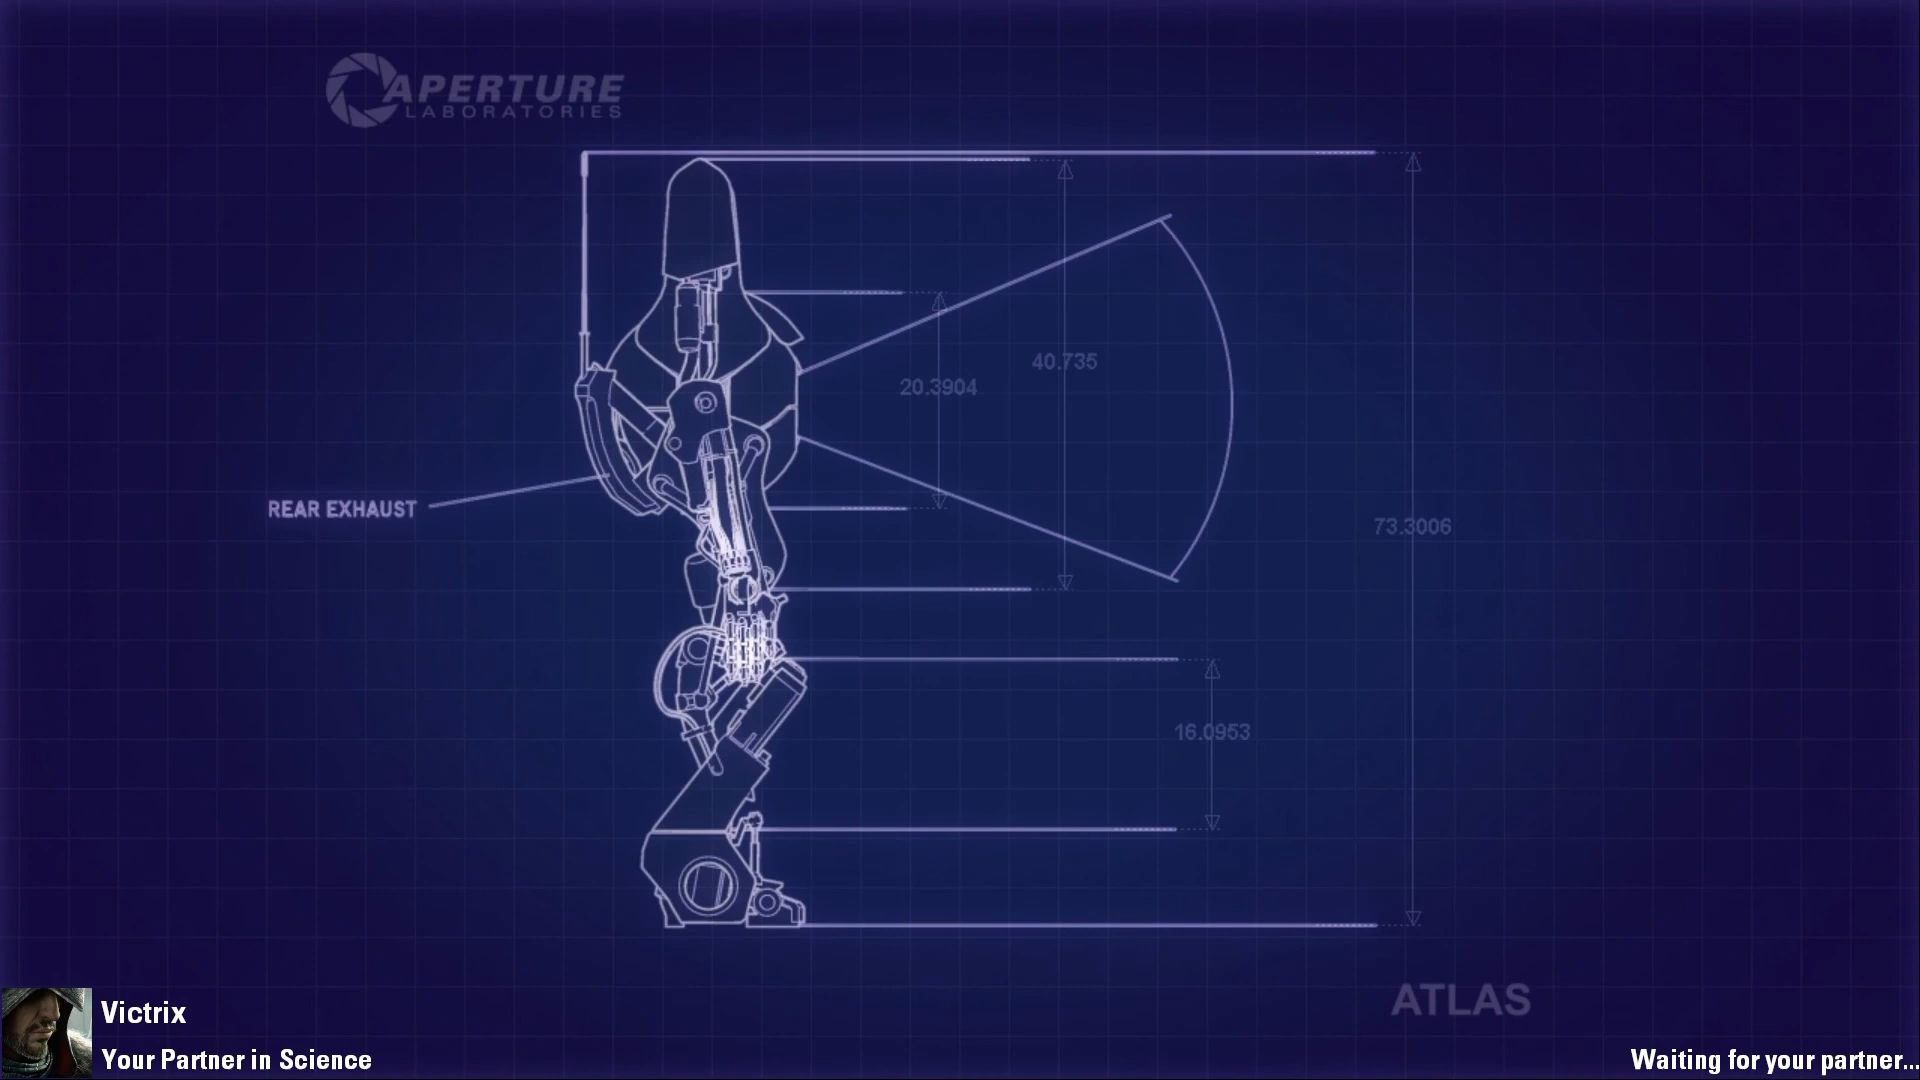 APERTURE
LABORATORIES
40.735
20.3904
REAR EXHAUST
73.3006
16.0953
ATLAS
Victrix
Your Partner in Science
Waiting for your partner...